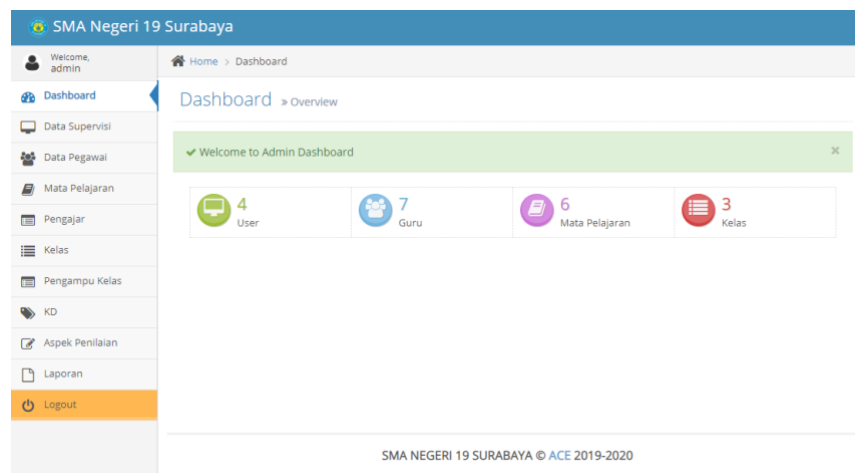 SMA Negeri 19 Surabaya
Welcome,
admin
Home > Dashboard
Dashboard
Dashboard » Overview
Data Supervisi
Data Pegawai
✔ Welcome to Admin Dashboard ×
Mata Pelajaran
4
User
7
Guru
6
Mata Pelajaran
3
Kelas
Pengajar
Kelas
Pengampu Kelas
KD
Aspek Penilaian
Laporan
Logout
SMA NEGERI 19 SURABAYA © ACE 2019-2020